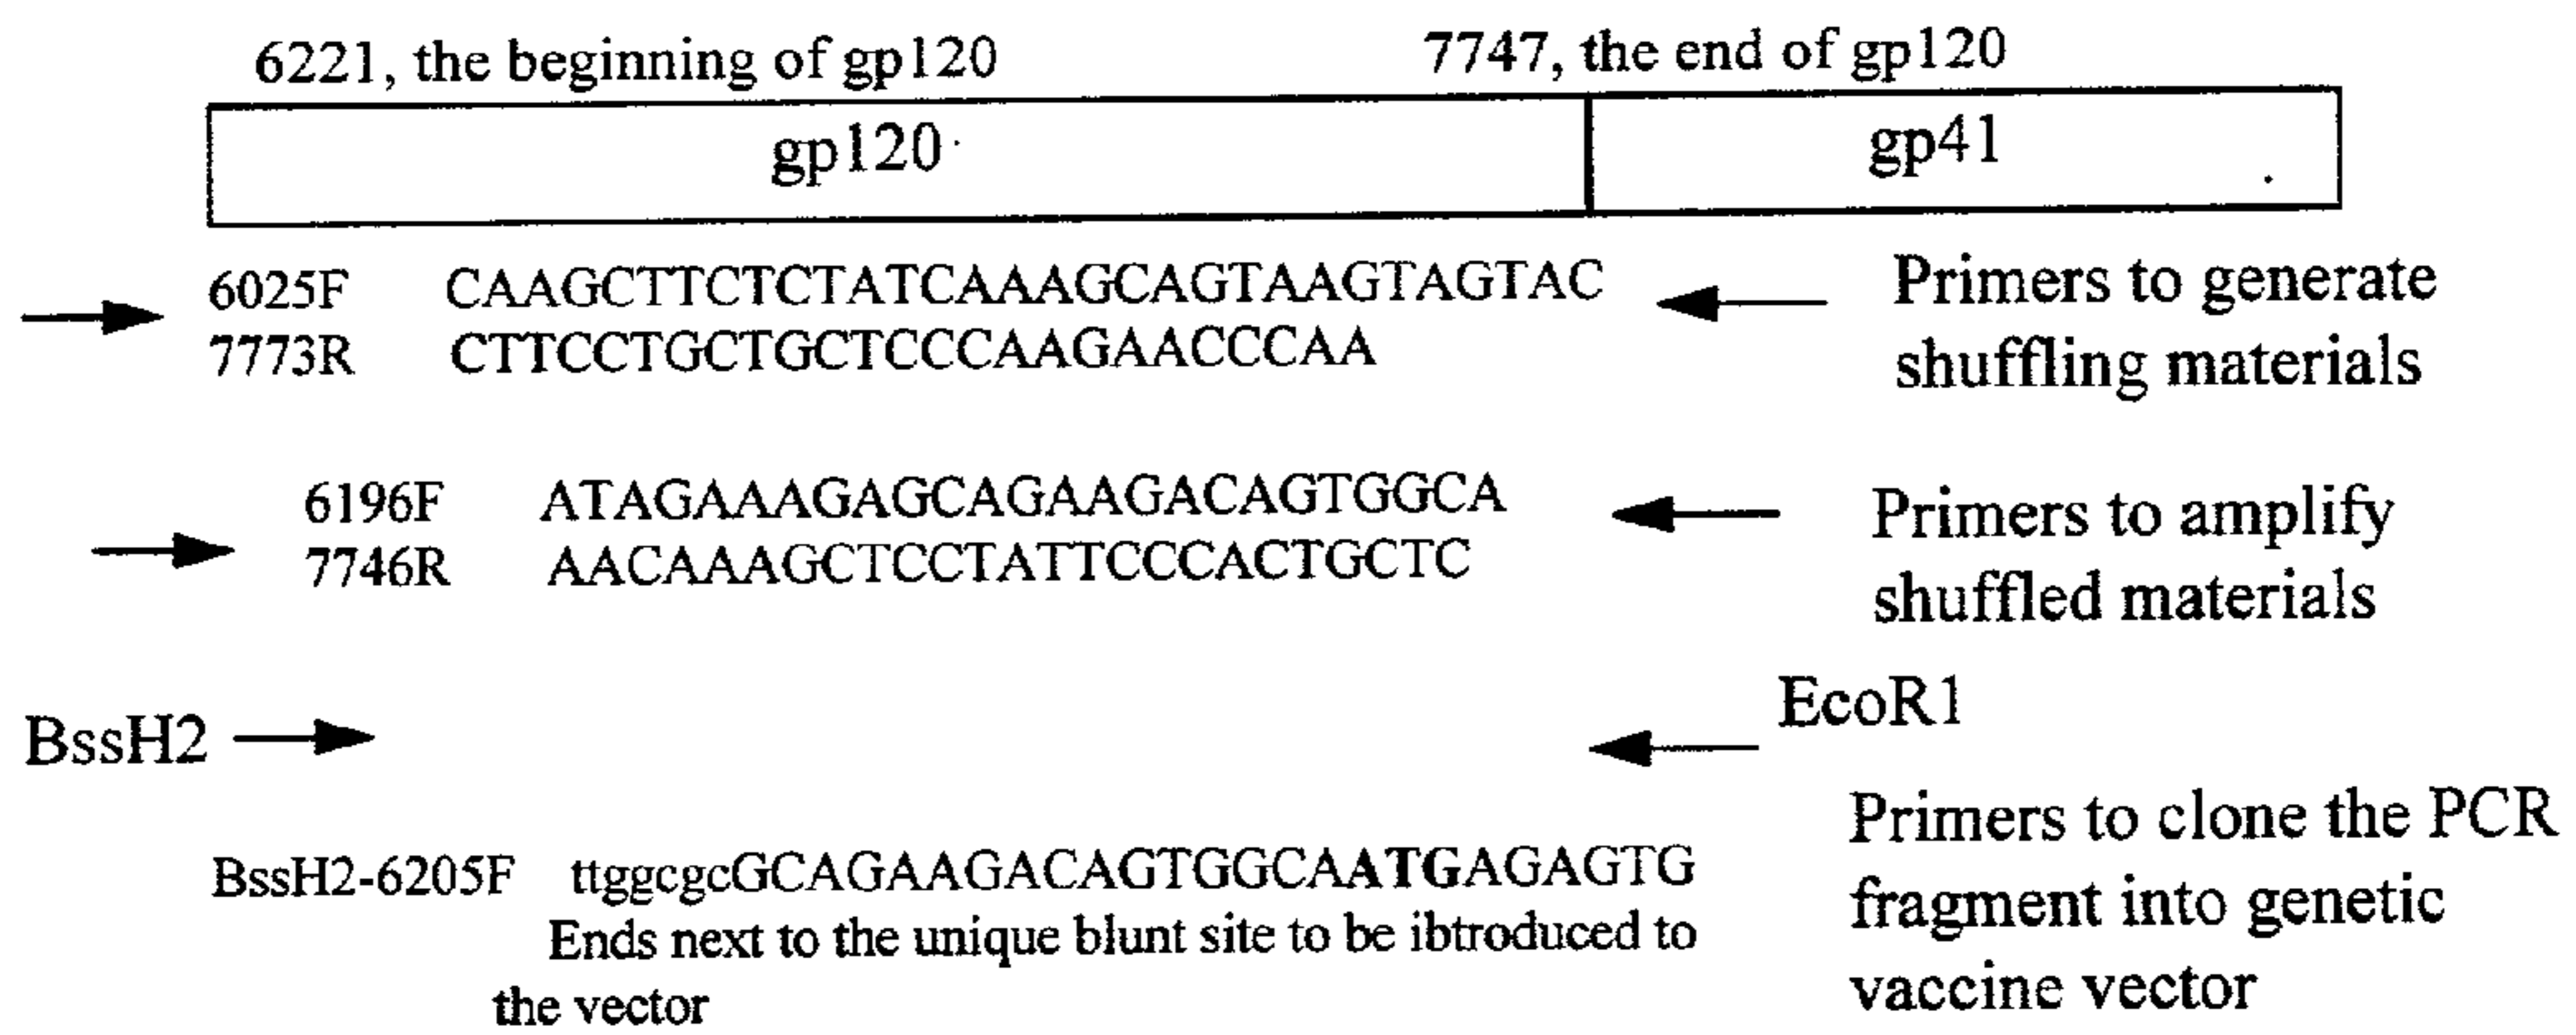 6221, the beginning of gp120
7747, the end of gp120
gp120
gp41
6025F CAAGCTTCTCTATCAAAGCAGTAAGTAGTAC
7773R CTTCCTGCTGCTCCCAAGAACCCAA
Primers to generate
shuffling materials
6196F ATAGAAAGAGCAGAAGACAGTGGCA
7746R AACAAAGCTCCTATTCCCACTGCTC
Primers to amplify
shuffled materials
BssH2
EcoR1
BssH2-6205F ttggcgcGCAGAAGACAGTGGCAATGAGAGTG
Ends next to the unique blunt site to be ibtroduced to
the vector
Primers to clone the PCR
fragment into genetic
vaccine vector